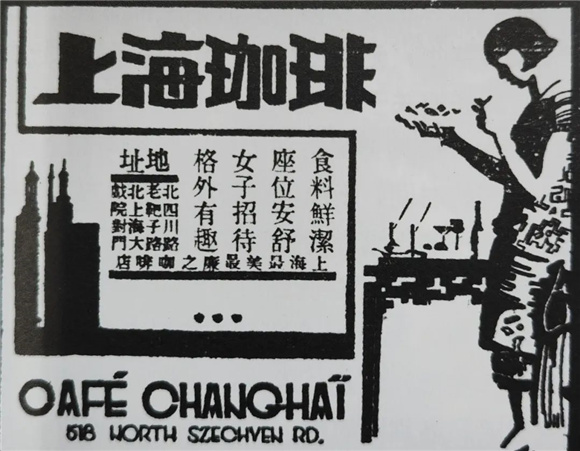 上海珈琲
食料鮮潔
座位安舒
女子招待
格外有趣
地址
北四川路
老靶子路
北上海大
戲院對門
上海最美最廉之咖啡店
CAFÉ CHANGHAÏ
518 NORTH SZECHVEN RD.